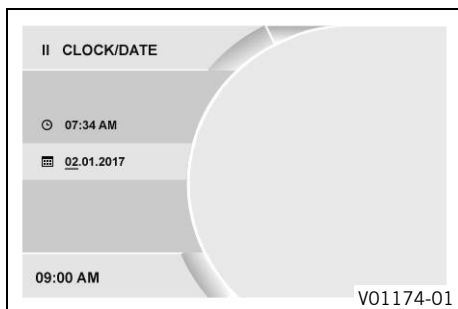 II CLOCK/DATE
07:34 AM
02.01.2017
09:00 AM
V01174-01